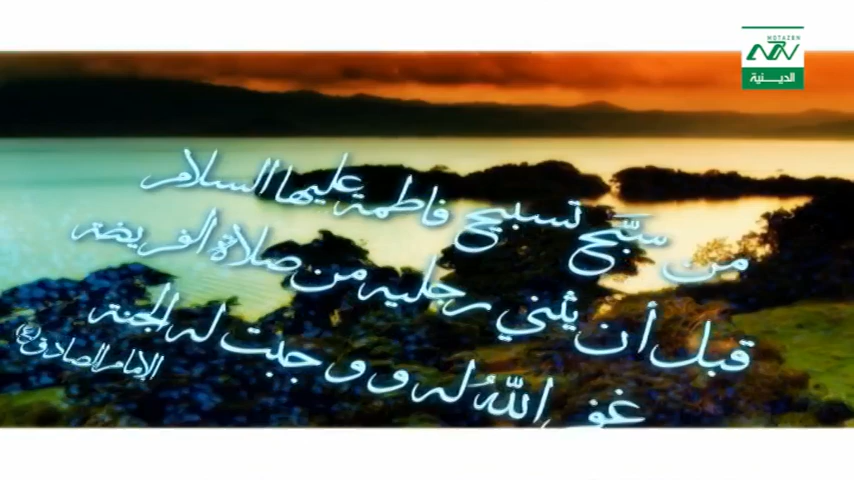 MOTAZEN
الدينية
من سبّح تسبيح فاطمة عليها السلام
قبل أن يثني رجليه من صلاة الفريضة
غفر اللهُ له ووجبت له الجنة
الإمام الصادق (ع)